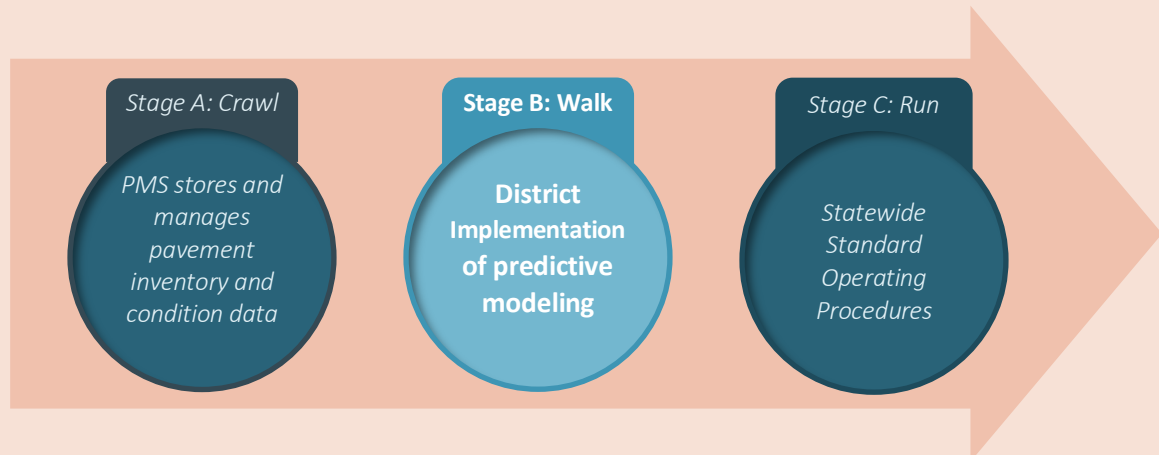 Stage A: Crawl
PMS stores and
manages
pavement
inventory and
condition data
Stage B: Walk
District
Implementation
of predictive
modeling
Stage C: Run
Statewide
Standard
Operating
Procedures